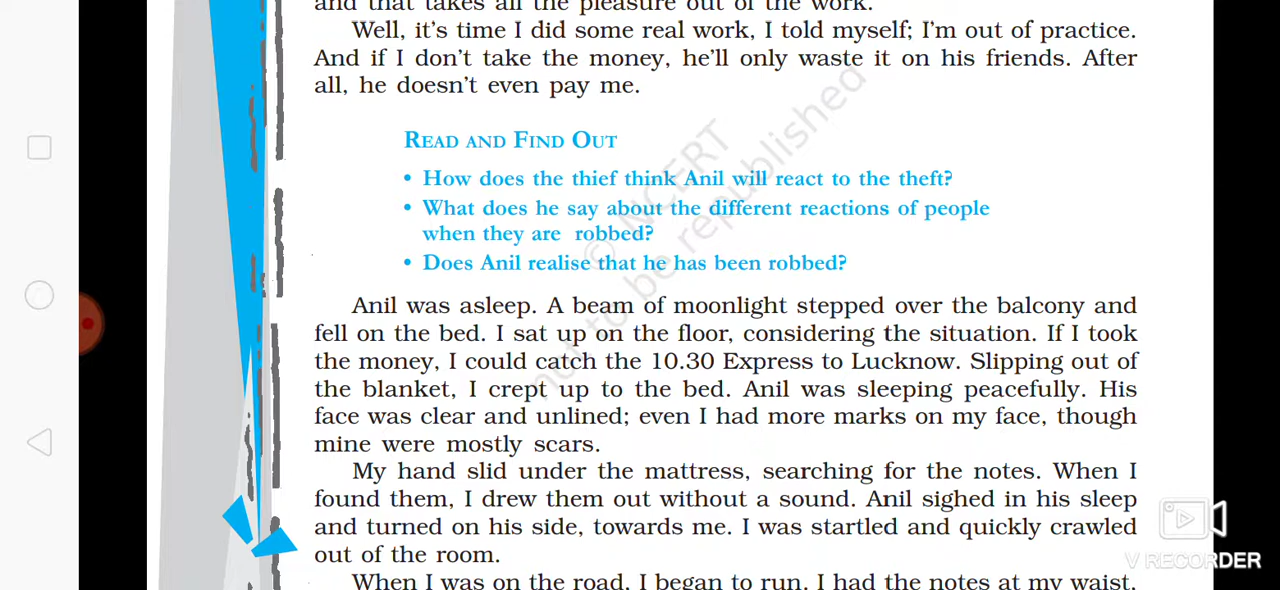 and that takes all the pleasure out of the work.
Well, it's time I did some real work, I told myself; I'm out of practice.
And if I don't take the money, he'll only waste it on his friends. After
all, he doesn't even pay me.
READ AND FIND OUT
• How does the thief think Anil will react to the theft?
• What does he say about the different reactions of people
when they are robbed?
• Does Anil realise that he has been robbed?
Anil was asleep. A beam of moonlight stepped over the balcony and
fell on the bed. I sat up on the floor, considering the situation. If I took
the money, I could catch the 10.30 Express to Lucknow. Slipping out of
the blanket, I crept up to the bed. Anil was sleeping peacefully. His
face was clear and unlined; even I had more marks on my face, though
mine were mostly scars.
My hand slid under the mattress, searching for the notes. When I
found them, I drew them out without a sound. Anil sighed in his sleep
and turned on his side, towards me. I was startled and quickly crawled
out of the room.
When I was on the road, I began to run. I had the notes at my waist,
© NCERT
not to be republished
V RECORDER